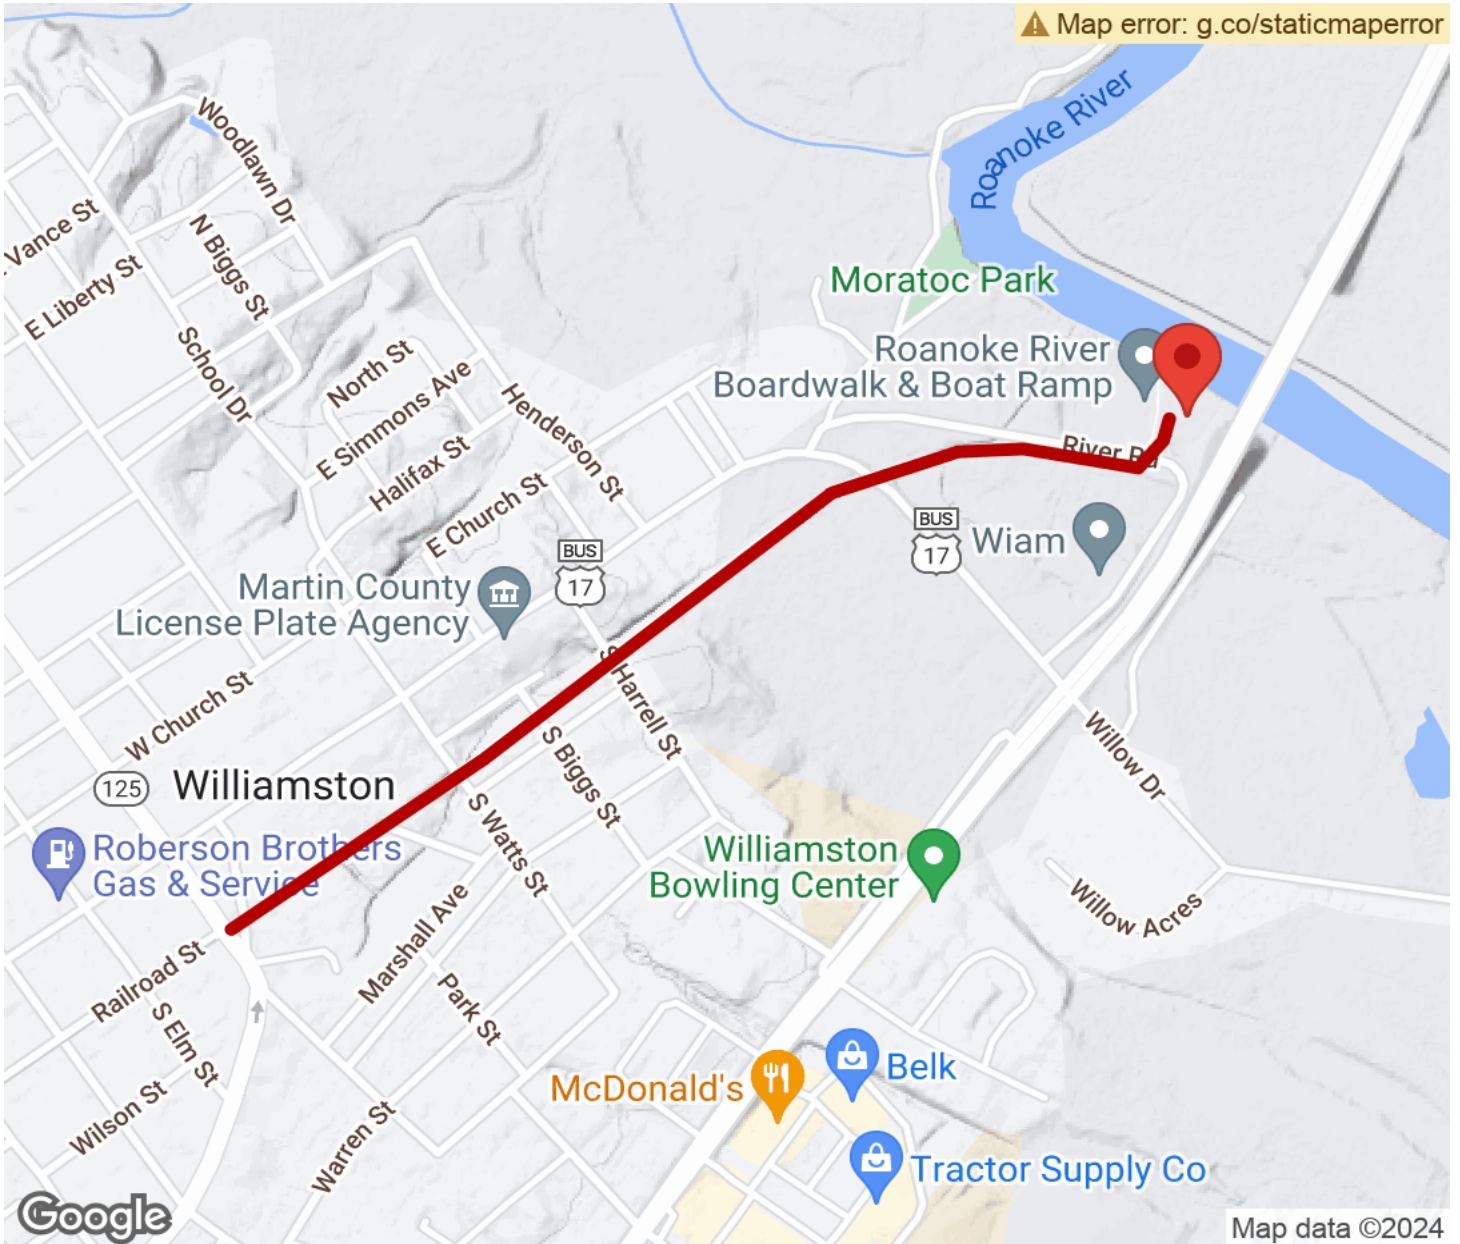 Map error: g.co/staticmaperror
Roanoke River
Woodlawn Dr
Vance St
N Biggs St
E Liberty St
Moratoc Park
School Dr
North St
Roanoke River
Boardwalk & Boat Ramp
E Simmons Ave
Henderson St
Halifax St
River Rd
E Church St
BUS
17
BUS
17
Wiam
Martin County
License Plate Agency
S Harrell St
W Church St
125
Williamston
S Biggs St
Willow Dr
S Watts St
Roberson Brothers
Gas & Service
Williamston
Bowling Center
Marshall Ave
Willow Acres
Railroad St
Park St
S Elm St
McDonald's
Belk
Wilson St
Warren St
Tractor Supply Co
Google
Map data ©2024